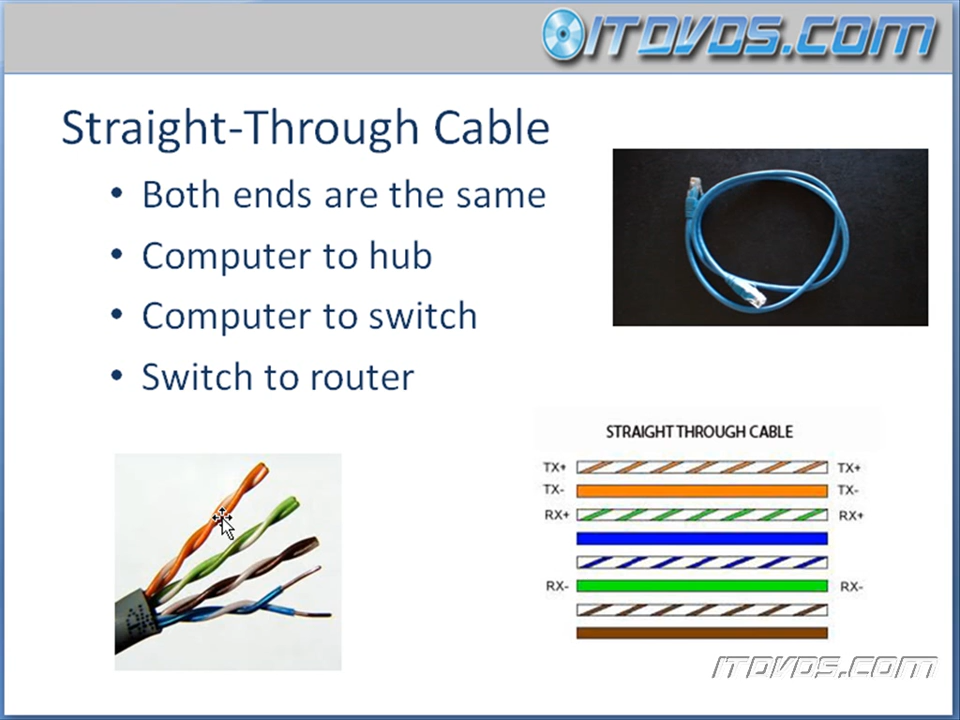 ITDVDS.COM
Straight-Through Cable
• Both ends are the same
• Computer to hub
• Computer to switch
• Switch to router
STRAIGHT THROUGH CABLE
TX+ TX+
TX- TX-
RX+ RX+
RX- RX-
ITDVDS.COM